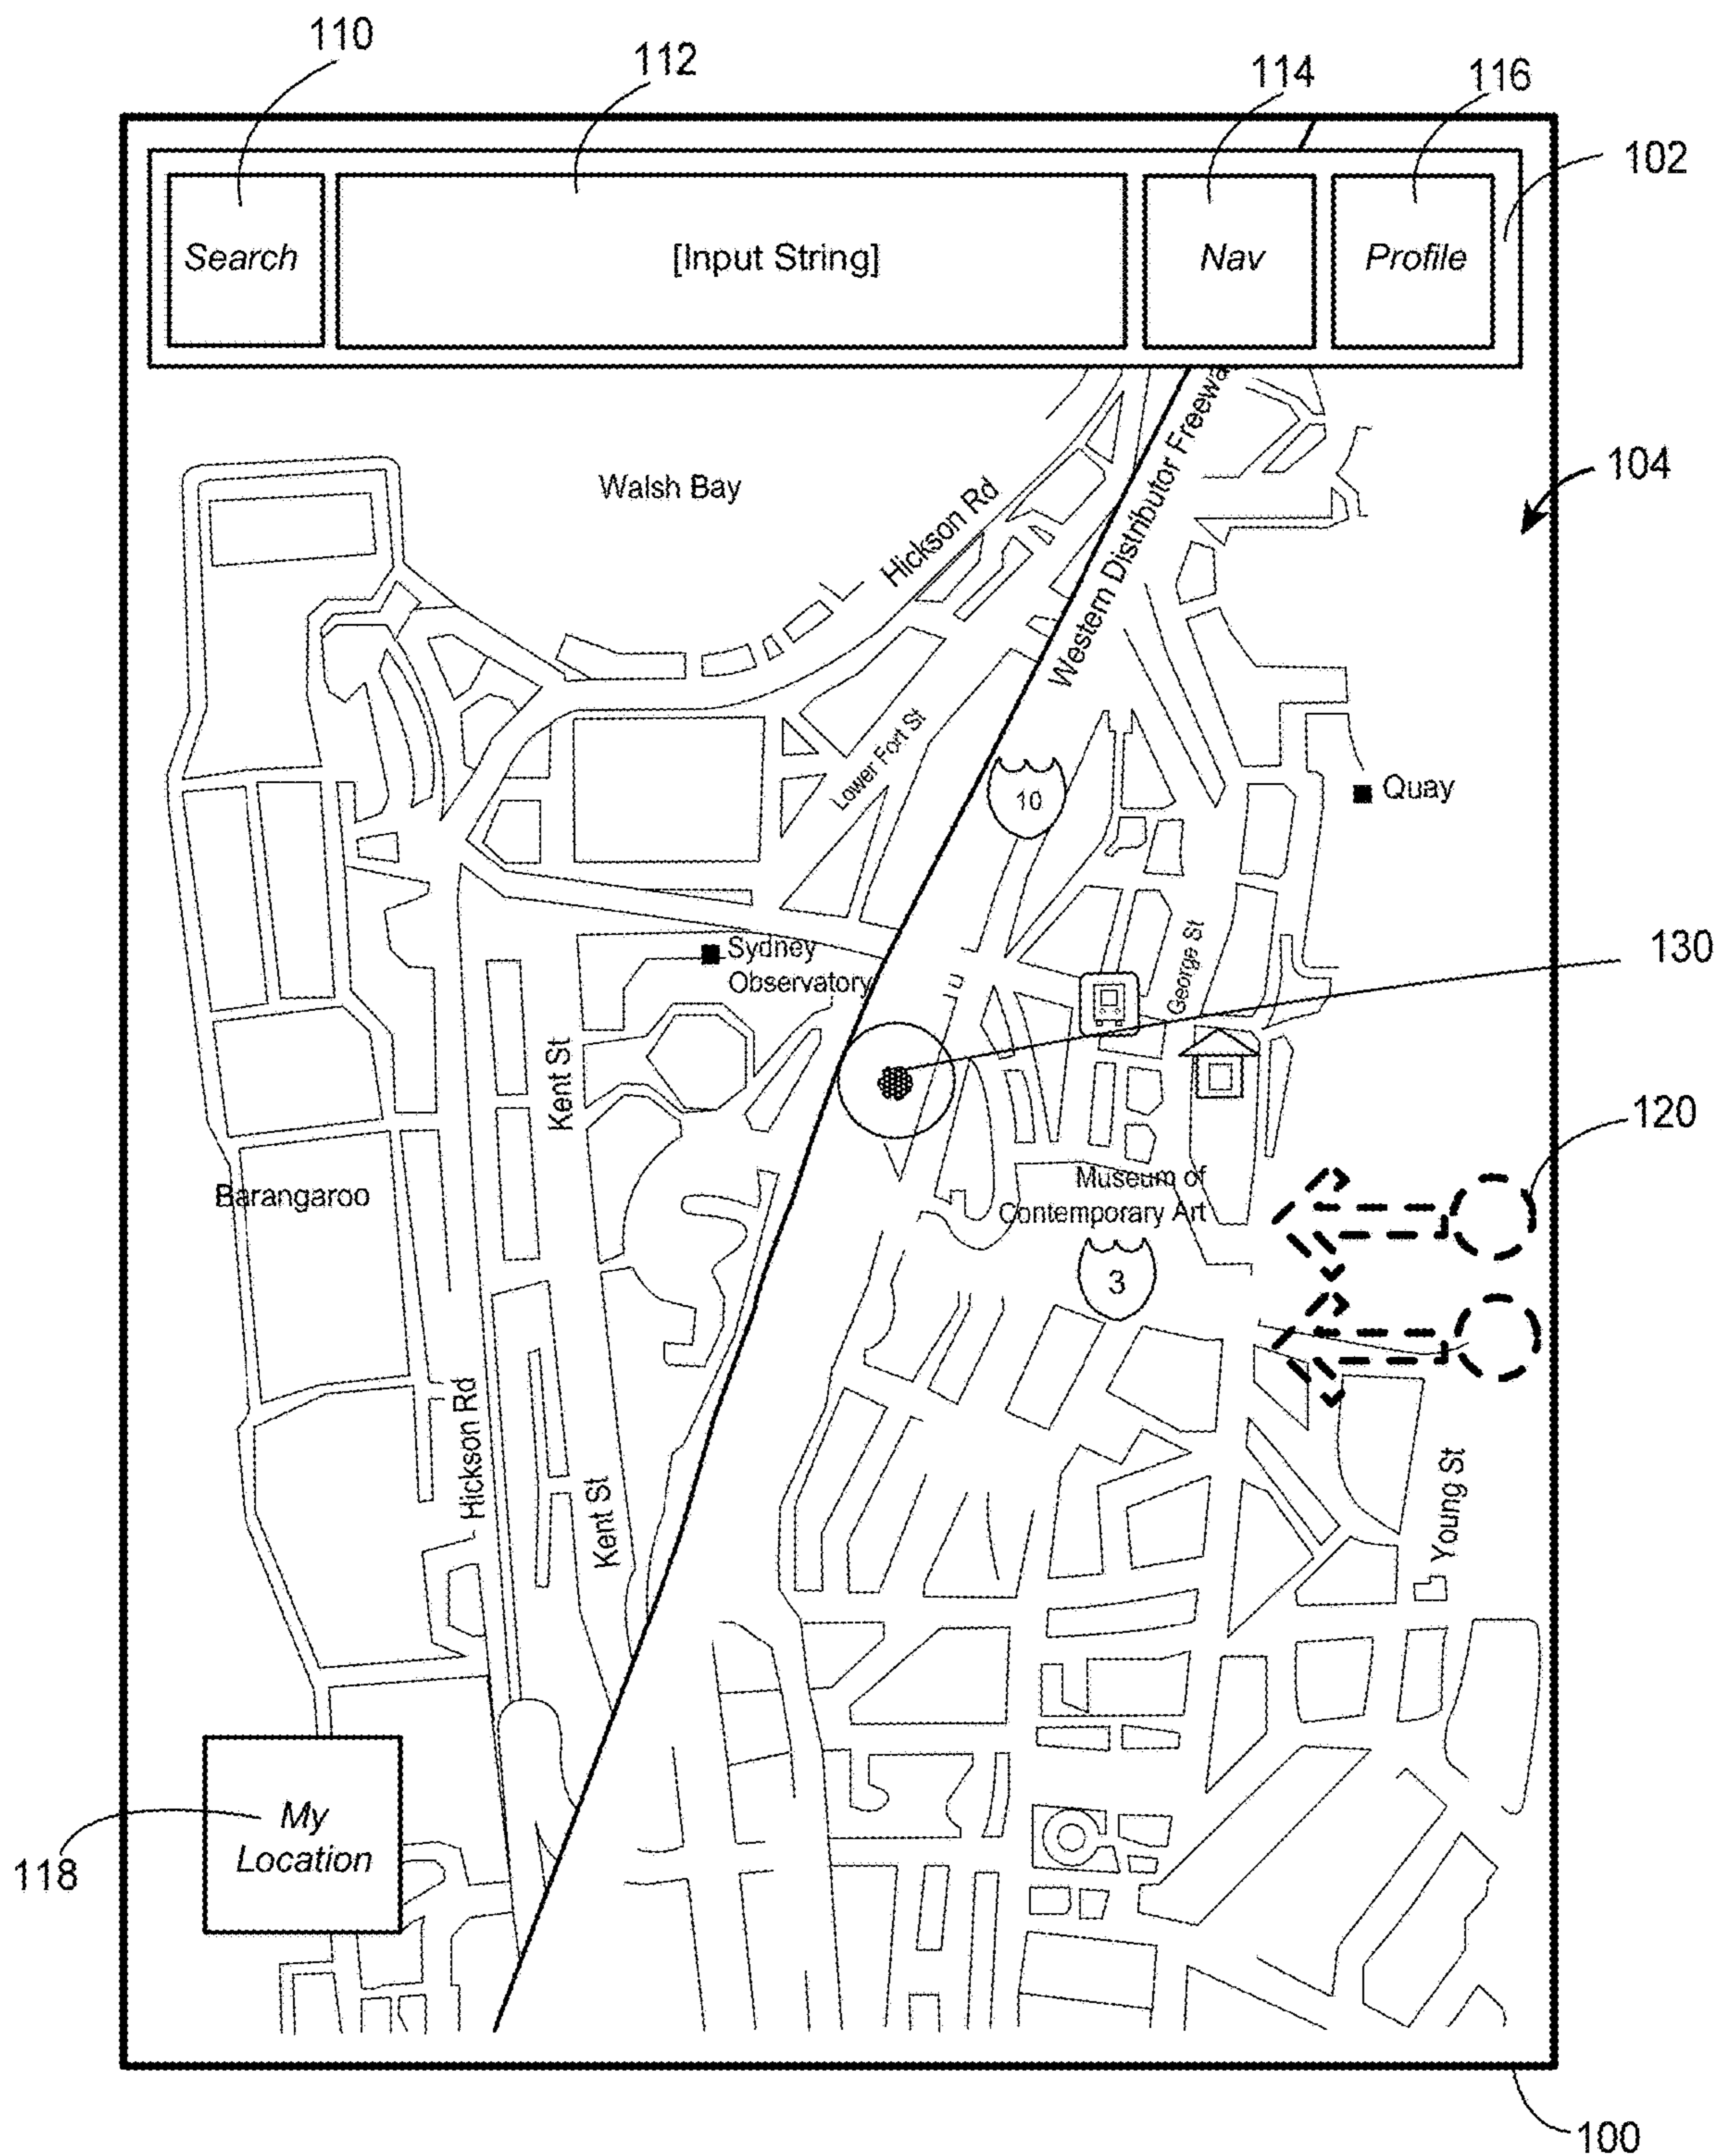 110
112
114
116
102
Search
[Input String]
Nav
Profile
104
Walsh Bay
Hickson Rd
Western Distributor Freewa
Lower Fort St
10
Quay
130
Sydney
Observatory
George St
Kent St
120
Barangaroo
Museum of
Contemporary Art
3
Hickson Rd
Kent St
Young St
My
Location
118
100